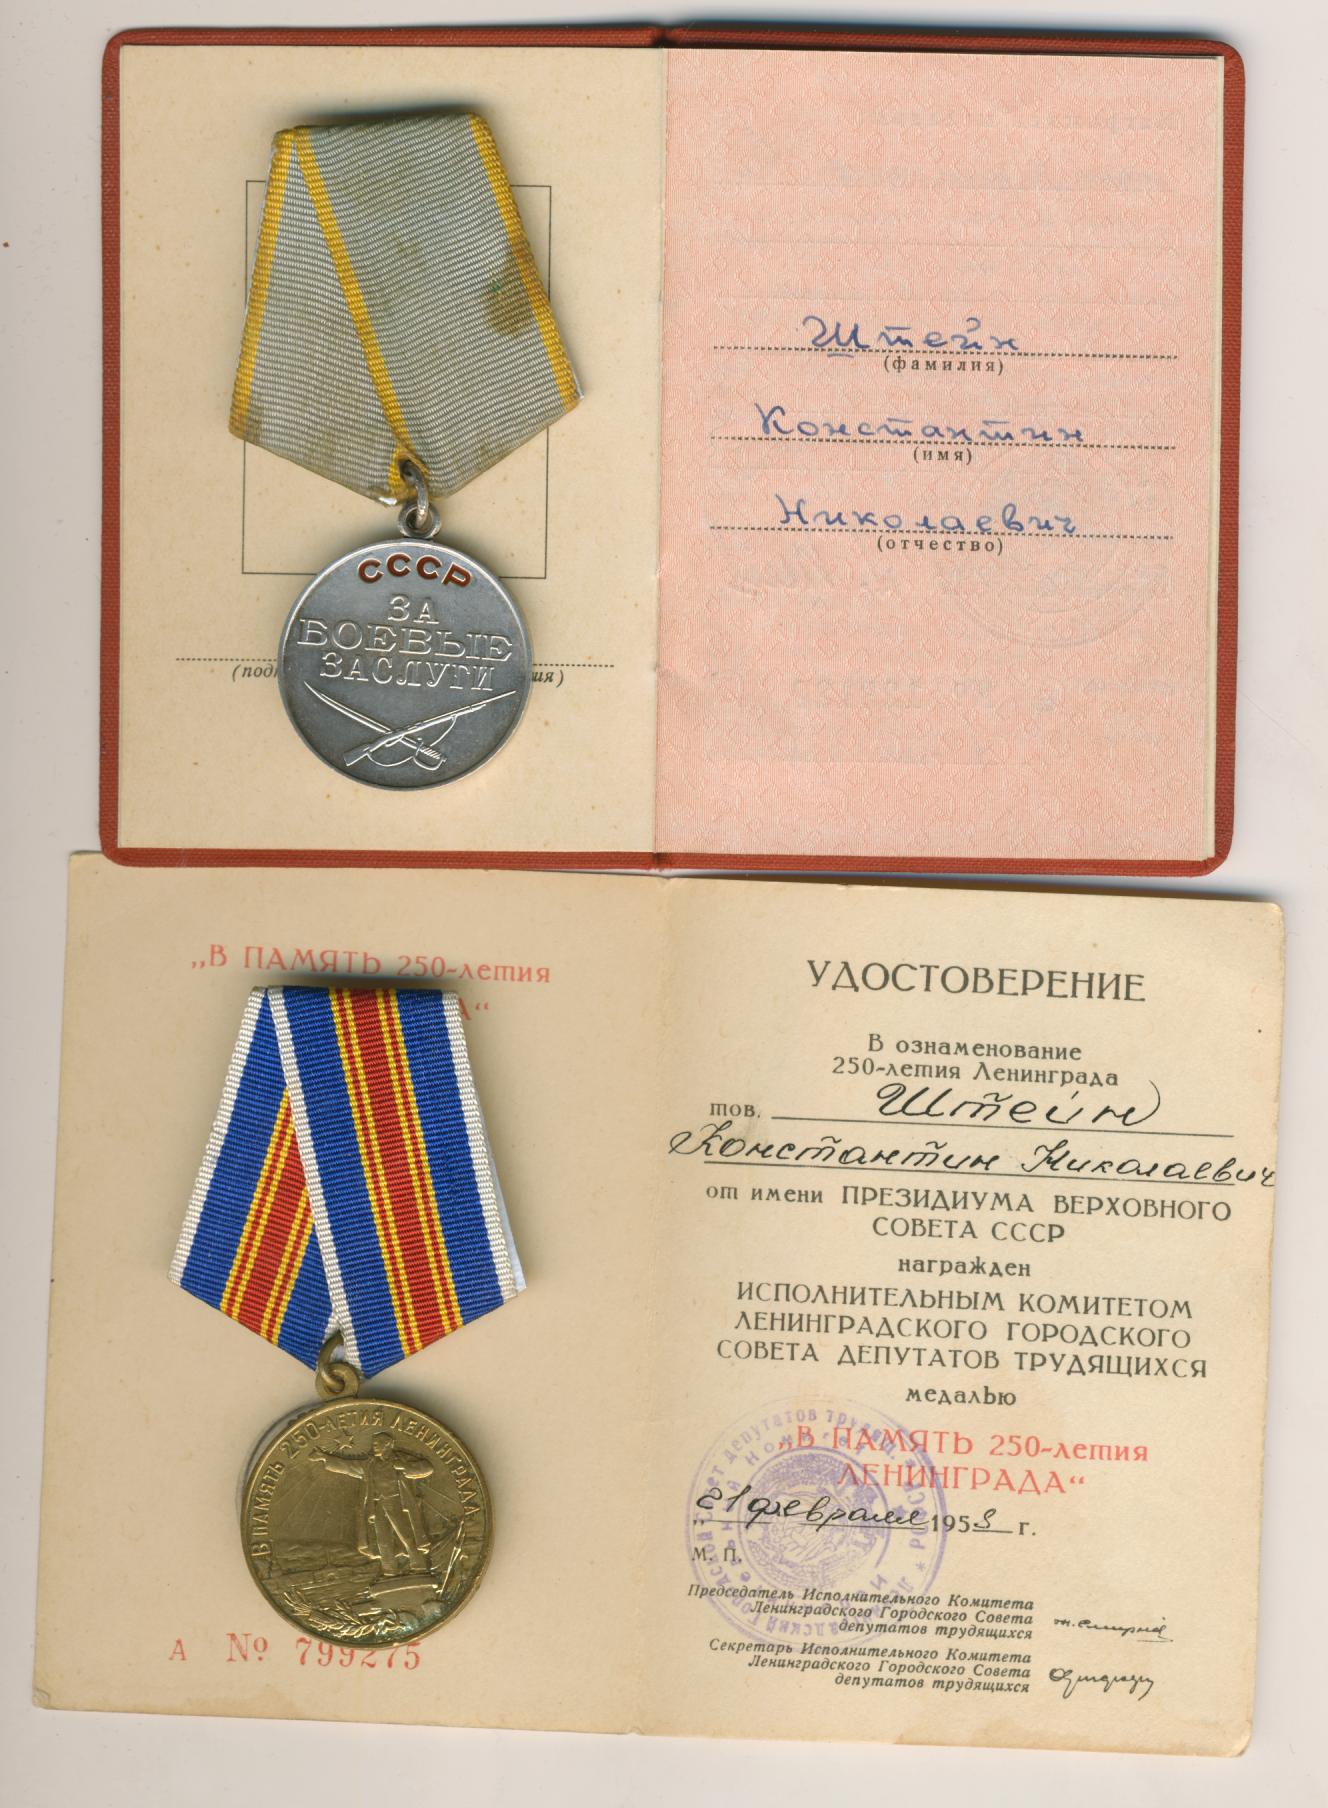 СССР
ЗА
БОЕВЫЕ
ЗАСЛУГИ
Штейн
(фамилия)
Константин
(имя)
Николаевич
(отчество)
„В ПАМЯТЬ 250-летия
В ПАМЯТЬ 250-ЛЕТИЯ ЛЕНИНГРАДА
А № 799275
УДОСТОВЕРЕНИЕ
В ознаменование
250-летия Ленинграда
тов. Штейн
Константин Николаевич
от имени ПРЕЗИДИУМА ВЕРХОВНОГО
СОВЕТА СССР
награжден
ИСПОЛНИТЕЛЬНЫМ КОМИТЕТОМ
ЛЕНИНГРАДСКОГО ГОРОДСКОГО
СОВЕТА ДЕПУТАТОВ ТРУДЯЩИХСЯ
медалью
„В ПАМЯТЬ 250-летия
ЛЕНИНГРАДА“
„21 февраля 195 г.
М. П.
Председатель Исполнительного Комитета
Ленинградского Городского Совета
депутатов трудящихся
Секретарь Исполнительного Комитета
Ленинградского Городского Совета
депутатов трудящихся